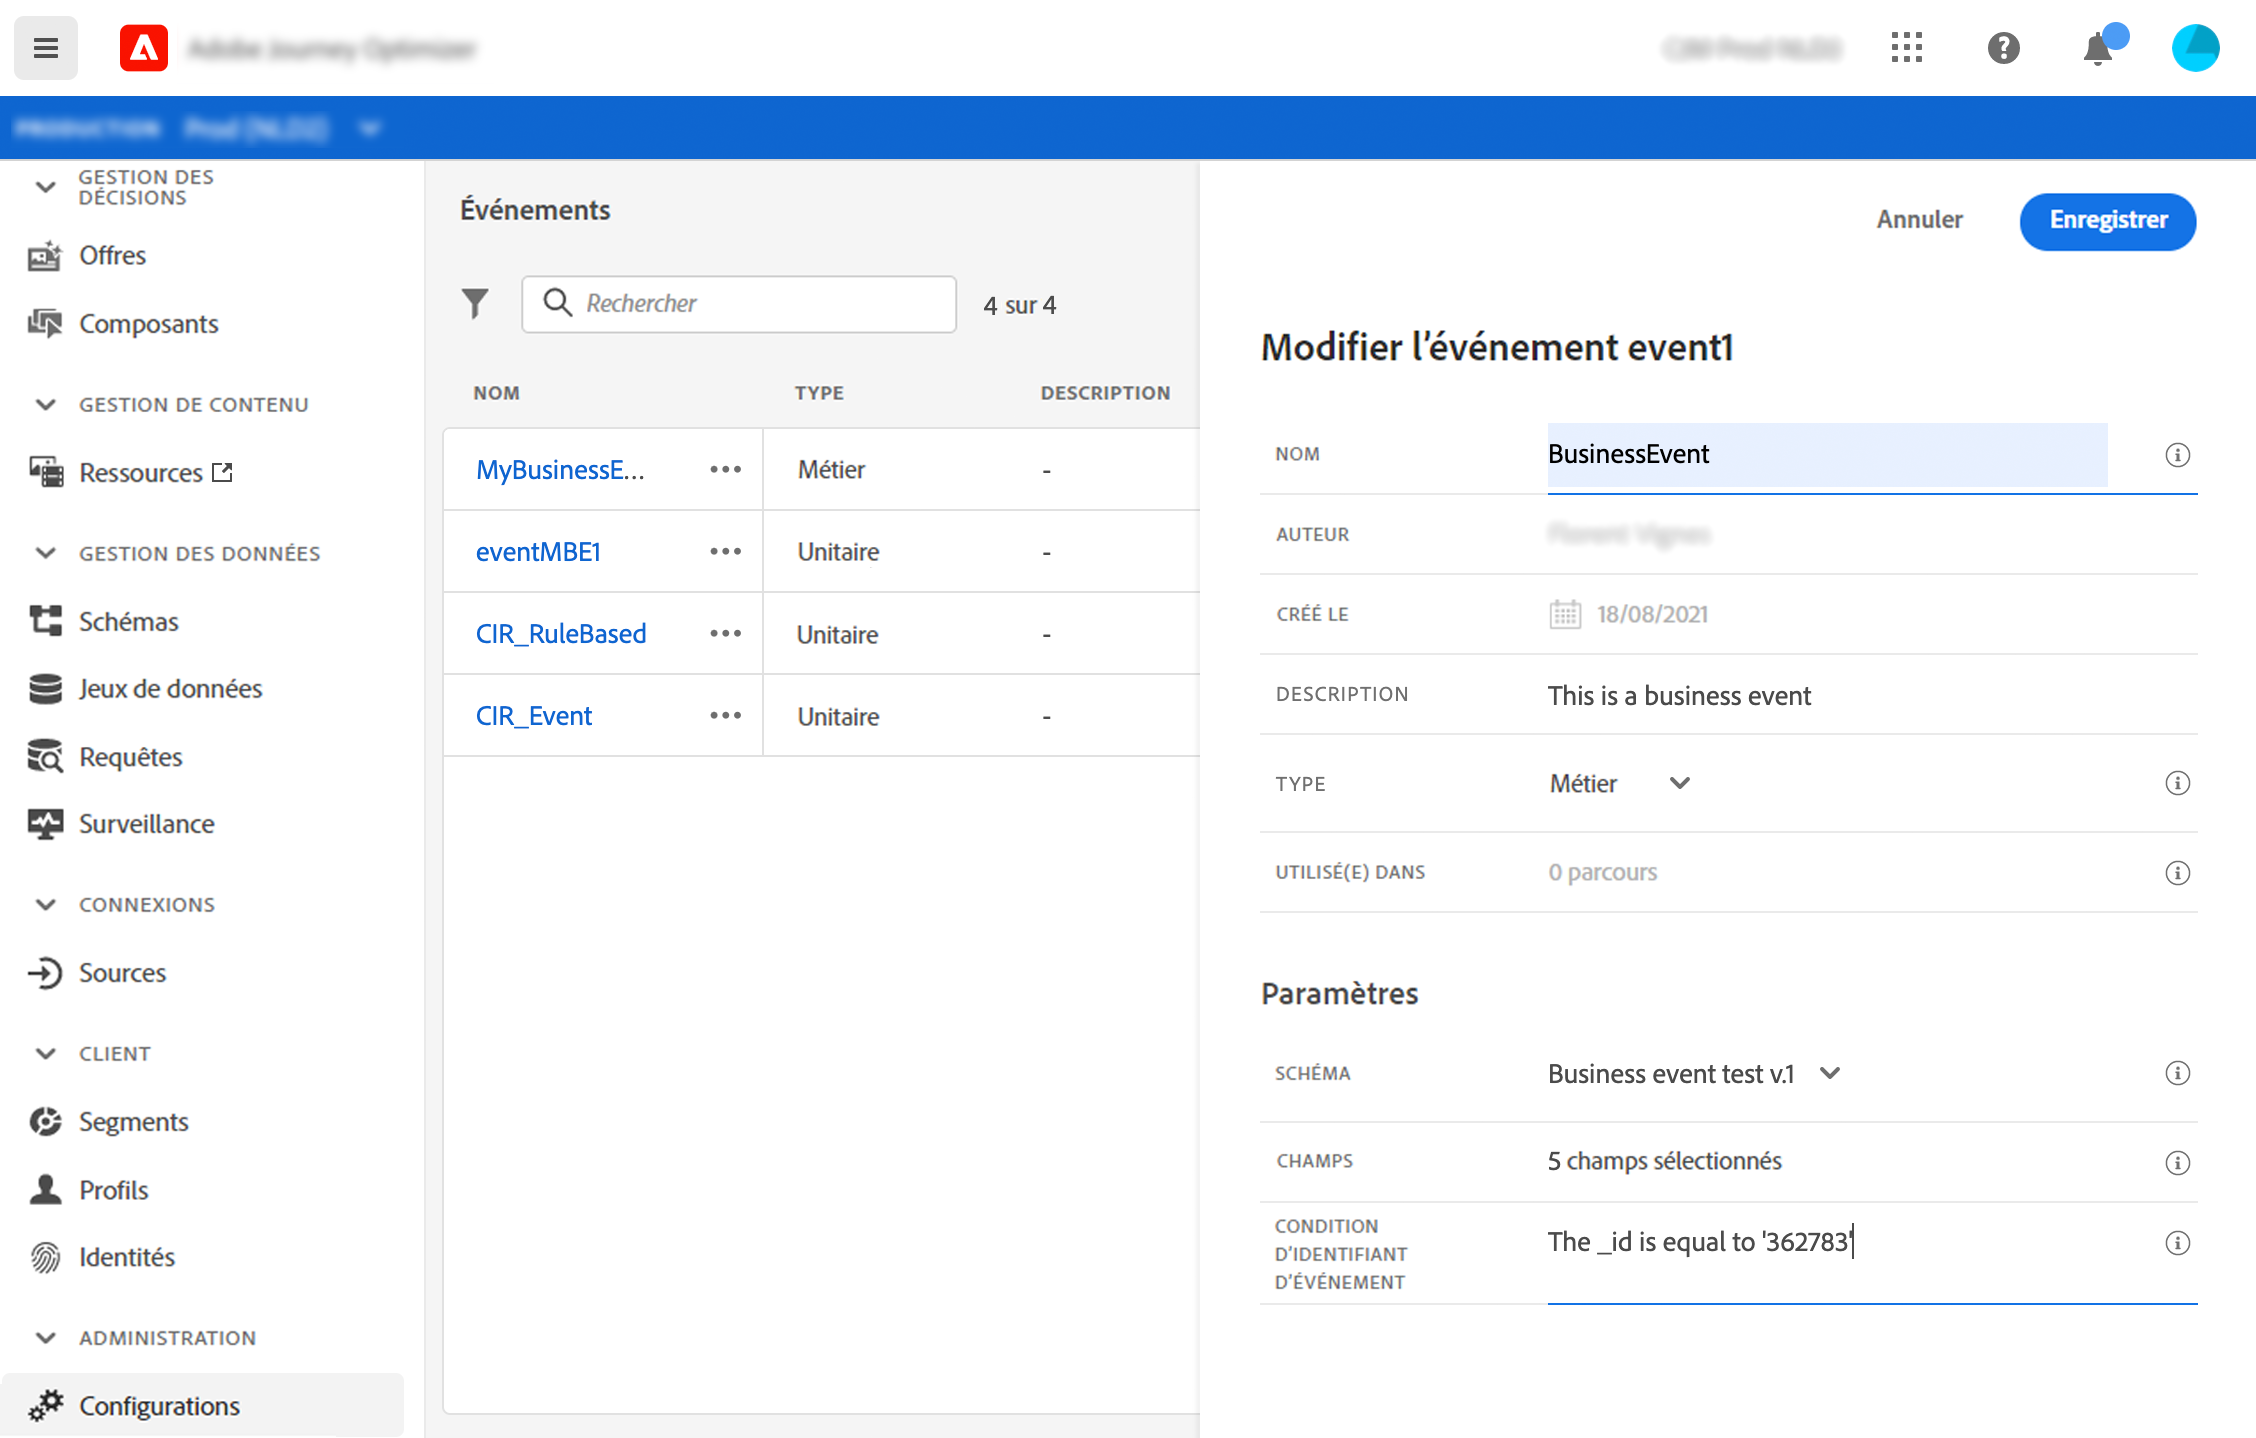 GESTION DES
DÉCISIONS
Offres
Composants
GESTION DE CONTENU
Ressources
GESTION DES DONNÉES
Schémas
Jeux de données
Requêtes
Surveillance
CONNEXIONS
Sources
CLIENT
Segments
Profils
Identités
ADMINISTRATION
Configurations
Événements
Rechercher
4 sur 4
NOM TYPE DESCRIPTION
MyBusinessE... ••• Métier -
eventMBE1 ••• Unitaire -
CIR_RuleBased ••• Unitaire -
CIR_Event ••• Unitaire -
Annuler Enregistrer
Modifier l'événement event1
NOM BusinessEvent
AUTEUR
CRÉÉ LE 18/08/2021
DESCRIPTION This is a business event
TYPE Métier
UTILISÉ(E) DANS 0 parcours
Paramètres
SCHÉMA Business event test v.1
CHAMPS 5 champs sélectionnés
CONDITION
D'IDENTIFIANT
D'ÉVÉNEMENT
The _id is equal to '362783'